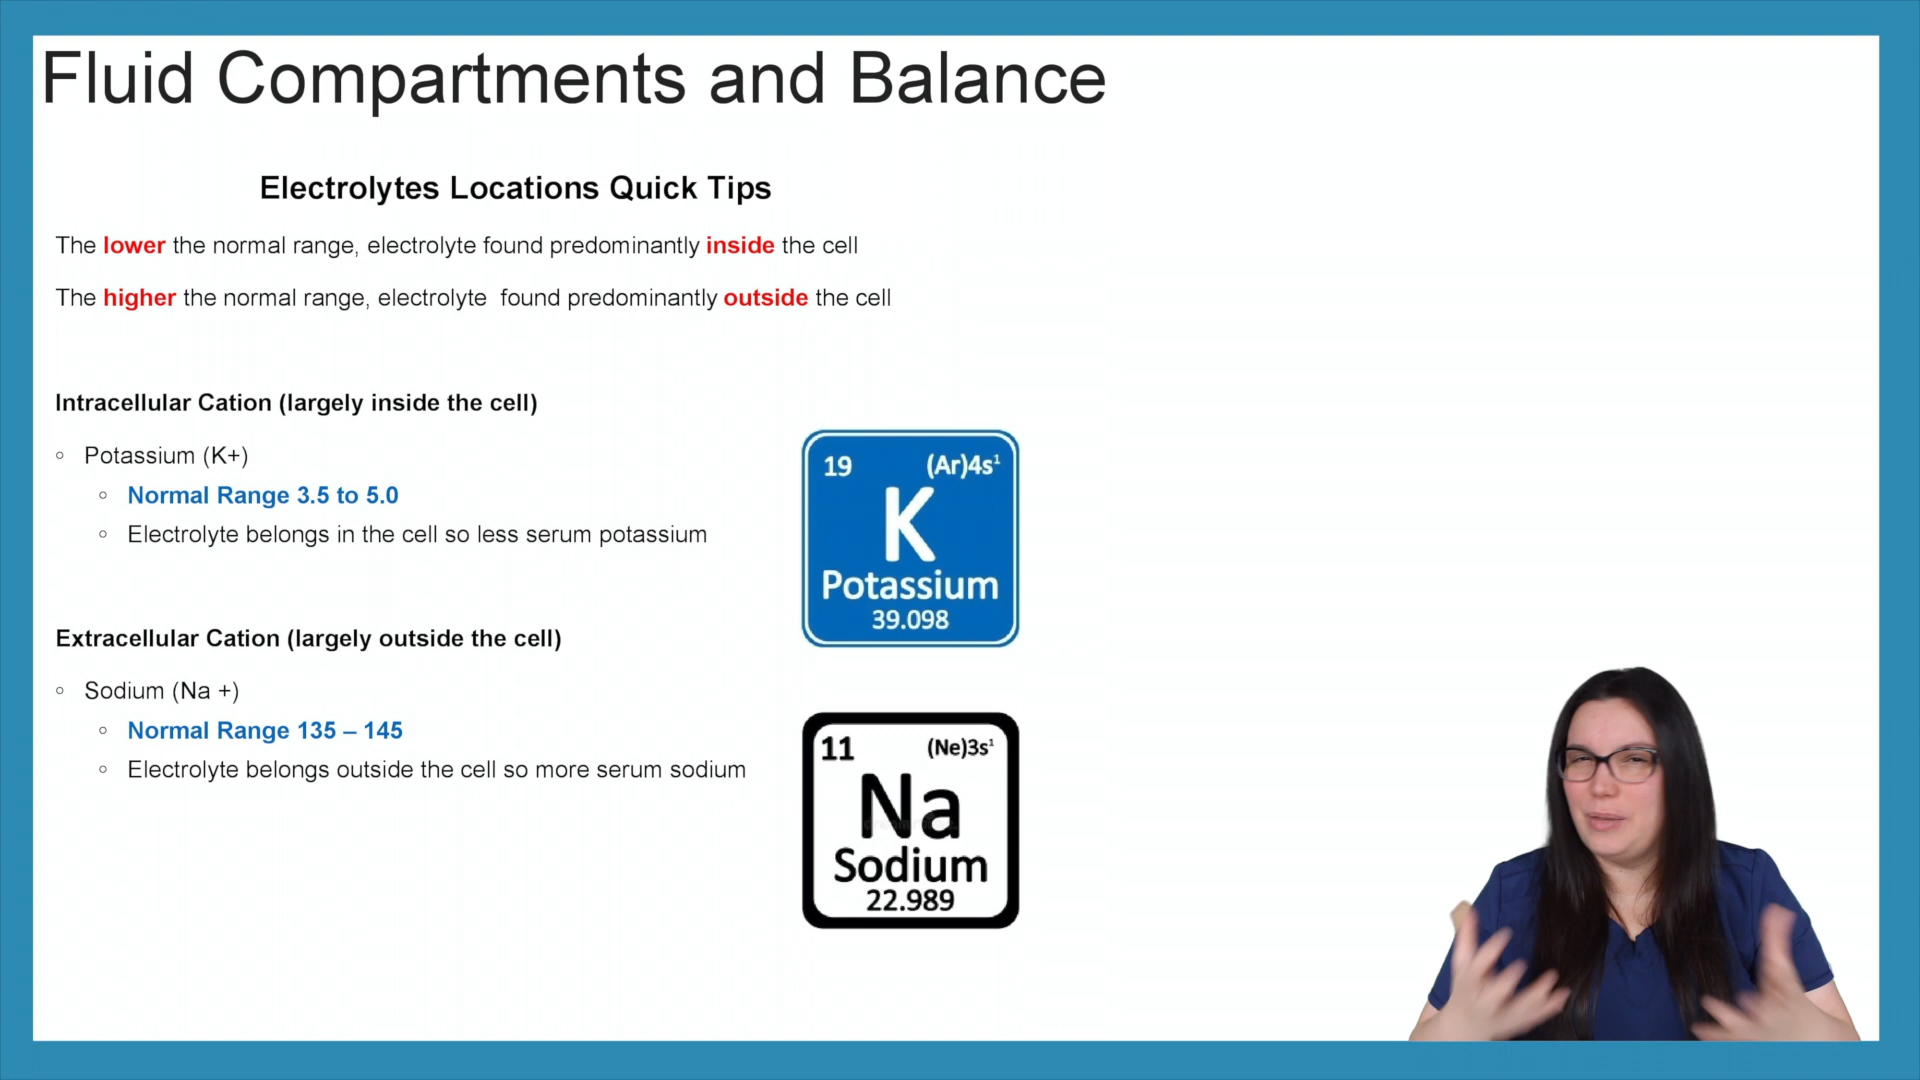 Fluid Compartments and Balance
Electrolytes Locations Quick Tips
The lower the normal range, electrolyte found predominantly inside the cell
The higher the normal range, electrolyte found predominantly outside the cell
Intracellular Cation (largely inside the cell)
◦ Potassium (K+)
◦ Normal Range 3.5 to 5.0
◦ Electrolyte belongs in the cell so less serum potassium
19 (Ar)4s¹
K
Potassium
39.098
Extracellular Cation (largely outside the cell)
◦ Sodium (Na +)
◦ Normal Range 135 – 145
◦ Electrolyte belongs outside the cell so more serum sodium
11 (Ne)3s¹
Na
Sodium
22.989